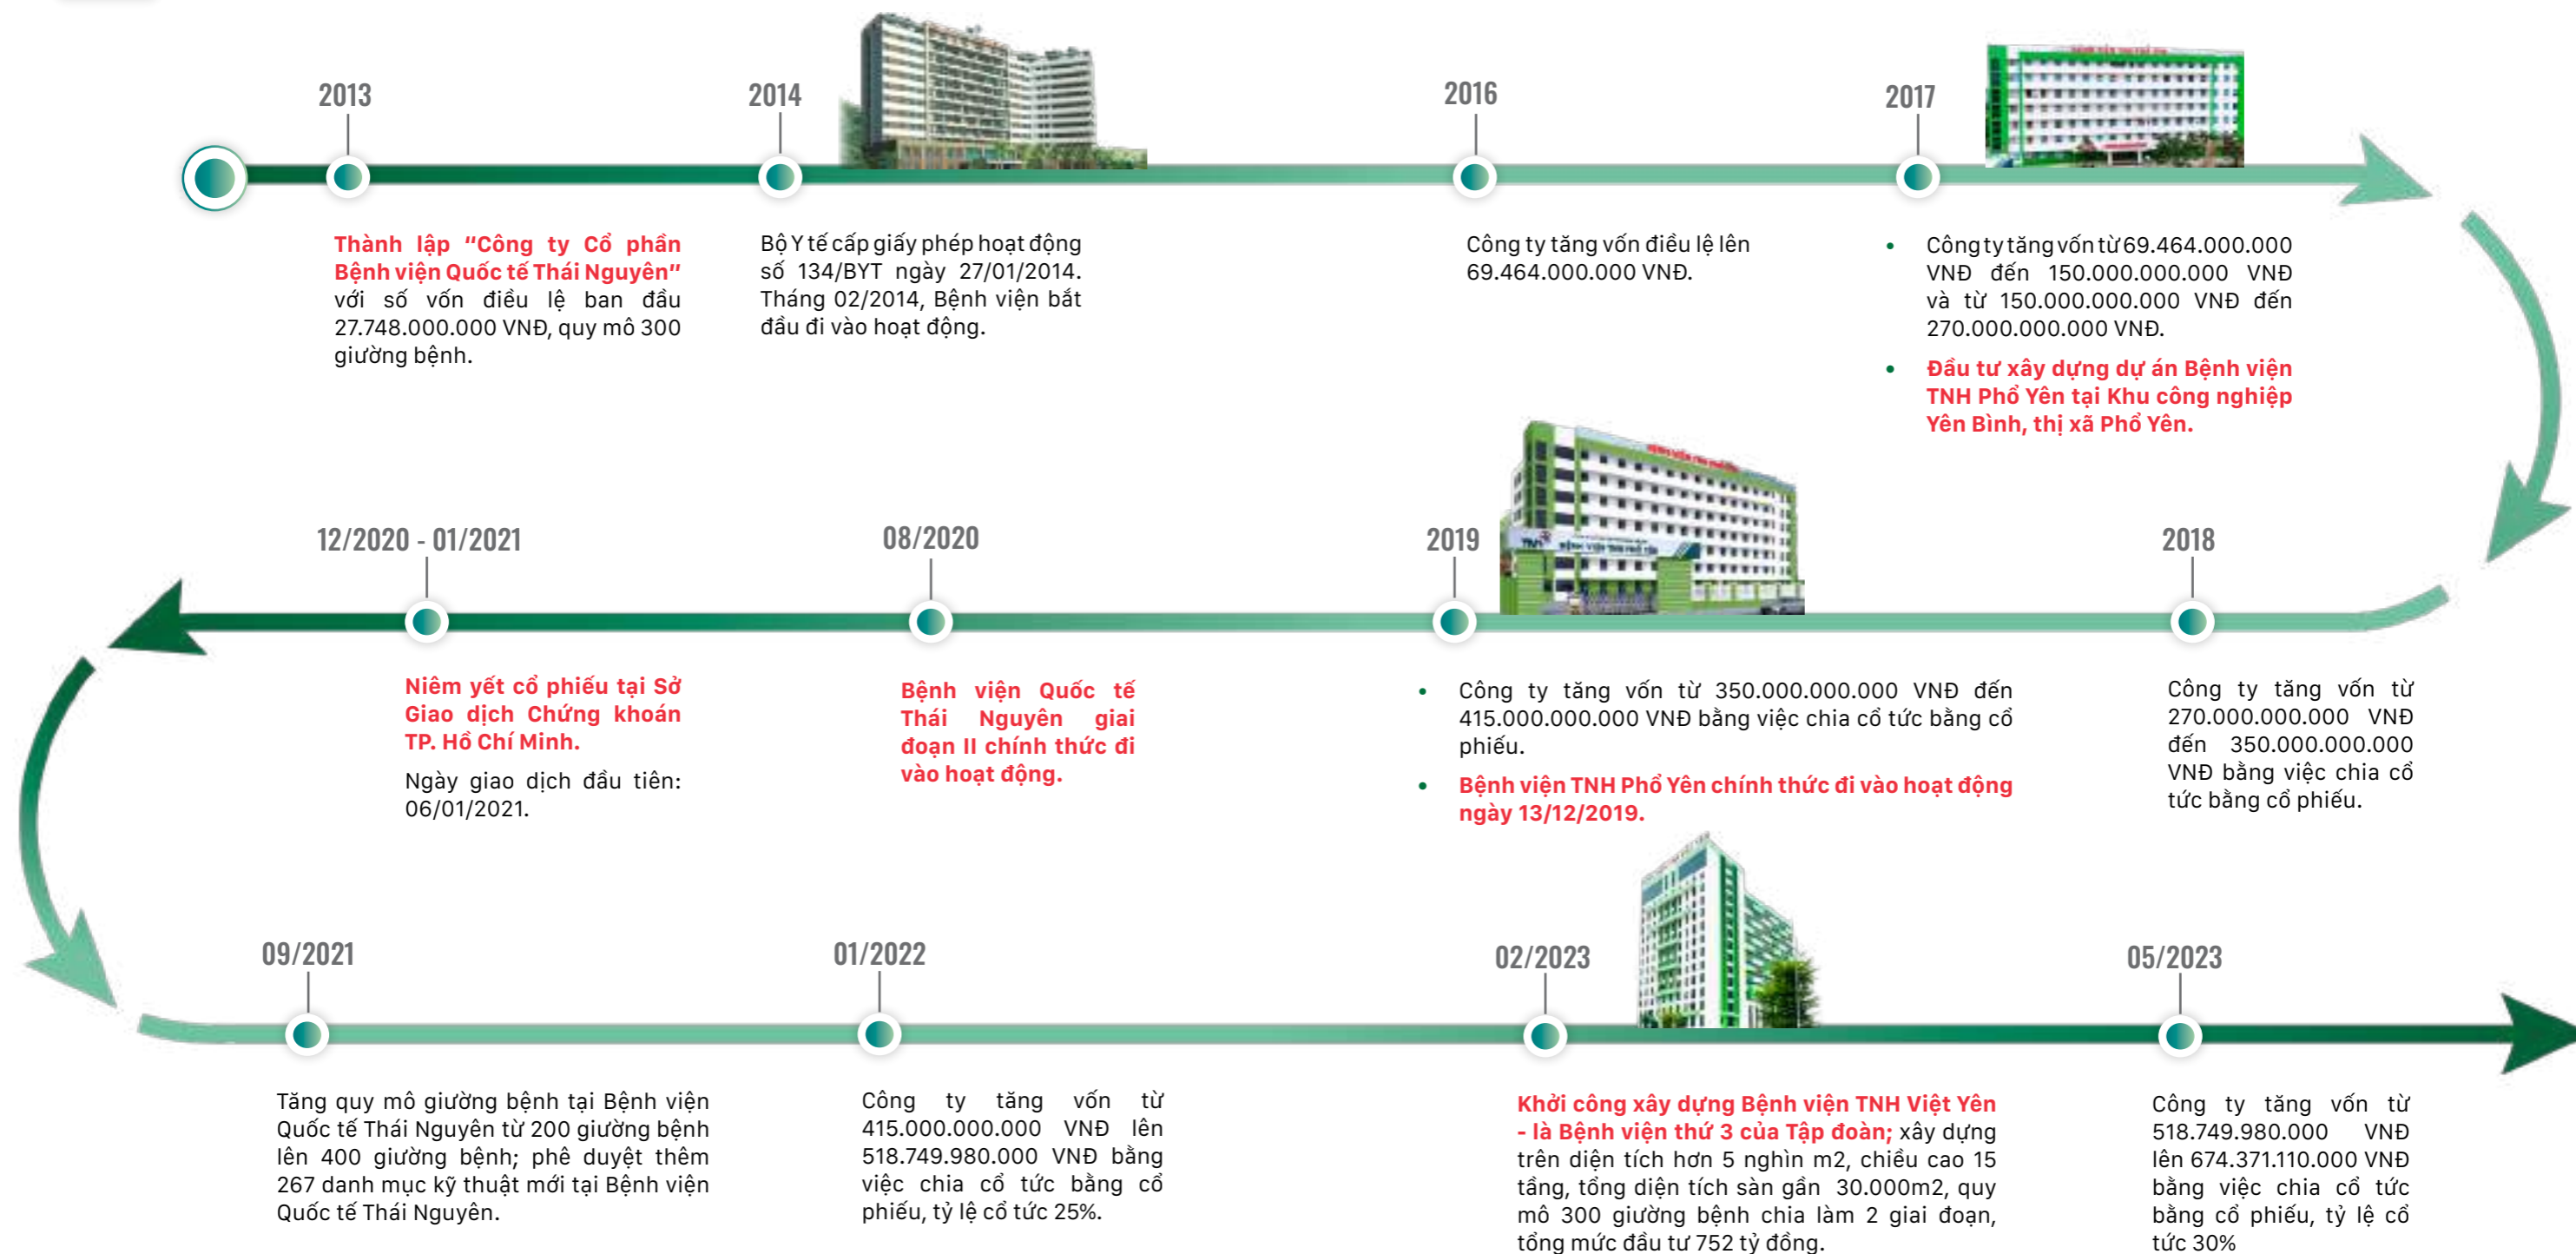 2013
Thành lập “Công ty Cổ phần
Bệnh viện Quốc tế Thái Nguyên”
với số vốn điều lệ ban đầu
27.748.000.000 VNĐ, quy mô 300
giường bệnh.
2014
Bộ Y tế cấp giấy phép hoạt động
số 134/BYT ngày 27/01/2014.
Tháng 02/2014, Bệnh viện bắt
đầu đi vào hoạt động.
2016
Công ty tăng vốn điều lệ lên
69.464.000.000 VNĐ.
2017
• Công ty tăng vốn từ 69.464.000.000
VNĐ đến 150.000.000.000 VNĐ
và từ 150.000.000.000 VNĐ đến
270.000.000.000 VNĐ.
• Đầu tư xây dựng dự án Bệnh viện
TNH Phổ Yên tại Khu công nghiệp
Yên Bình, thị xã Phổ Yên.
2018
Công ty tăng vốn từ
270.000.000.000 VNĐ
đến 350.000.000.000
VNĐ bằng việc chia cổ
tức bằng cổ phiếu.
2019
BỆNH VIỆN TNH PHỔ YÊN
• Công ty tăng vốn từ 350.000.000.000 VNĐ đến
415.000.000.000 VNĐ bằng việc chia cổ tức bằng cổ
phiếu.
• Bệnh viện TNH Phổ Yên chính thức đi vào hoạt động
ngày 13/12/2019.
08/2020
Bệnh viện Quốc tế
Thái Nguyên giai
đoạn II chính thức đi
vào hoạt động.
12/2020 - 01/2021
Niêm yết cổ phiếu tại Sở
Giao dịch Chứng khoán
TP. Hồ Chí Minh.
Ngày giao dịch đầu tiên:
06/01/2021.
09/2021
Tăng quy mô giường bệnh tại Bệnh viện
Quốc tế Thái Nguyên từ 200 giường bệnh
lên 400 giường bệnh; phê duyệt thêm
267 danh mục kỹ thuật mới tại Bệnh viện
Quốc tế Thái Nguyên.
01/2022
Công ty tăng vốn từ
415.000.000.000 VNĐ lên
518.749.980.000 VNĐ bằng
việc chia cổ tức bằng cổ
phiếu, tỷ lệ cổ tức 25%.
02/2023
Khởi công xây dựng Bệnh viện TNH Việt Yên
- là Bệnh viện thứ 3 của Tập đoàn; xây dựng
trên diện tích hơn 5 nghìn m2, chiều cao 15
tầng, tổng diện tích sàn gần 30.000m2, quy
mô 300 giường bệnh chia làm 2 giai đoạn,
tổng mức đầu tư 752 tỷ đồng.
05/2023
Công ty tăng vốn từ
518.749.980.000 VNĐ
lên 674.371.110.000 VNĐ
bằng việc chia cổ tức
bằng cổ phiếu, tỷ lệ cổ
tức 30%